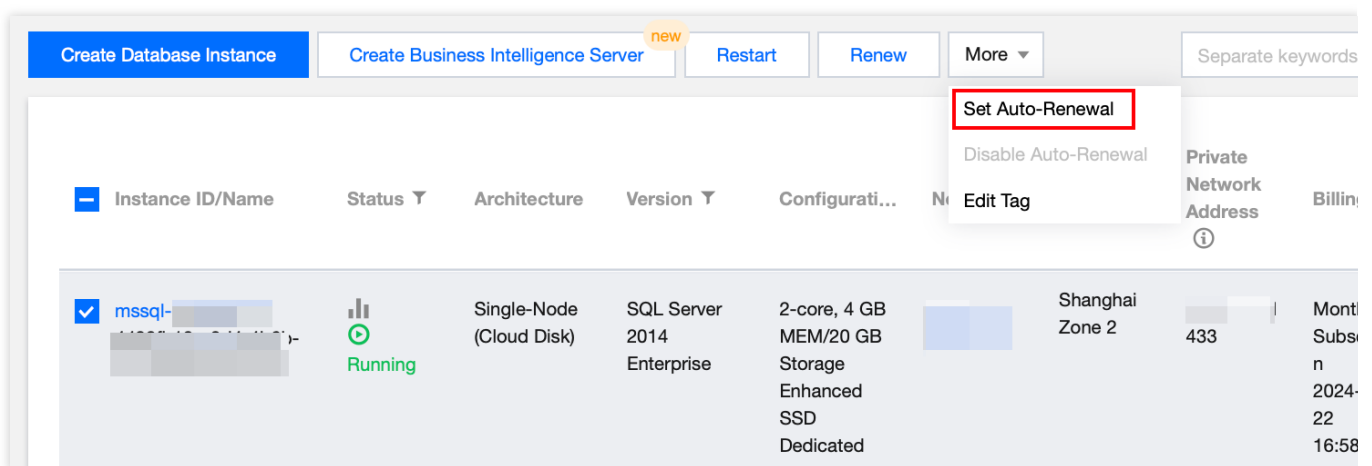 new
Create Database Instance
Create Business Intelligence Server
Restart
Renew
More
Separate keywords
Set Auto-Renewal
Disable Auto-Renewal
Edit Tag
Instance ID/Name
Status
Architecture
Version
Configurati...
Private
Network
Address
Billing
mssql-
Running
Single-Node
(Cloud Disk)
SQL Server
2014
Enterprise
2-core, 4 GB
MEM/20 GB
Storage
Enhanced
SSD
Dedicated
Shanghai
Zone 2
433
n
2024-
22
16:58